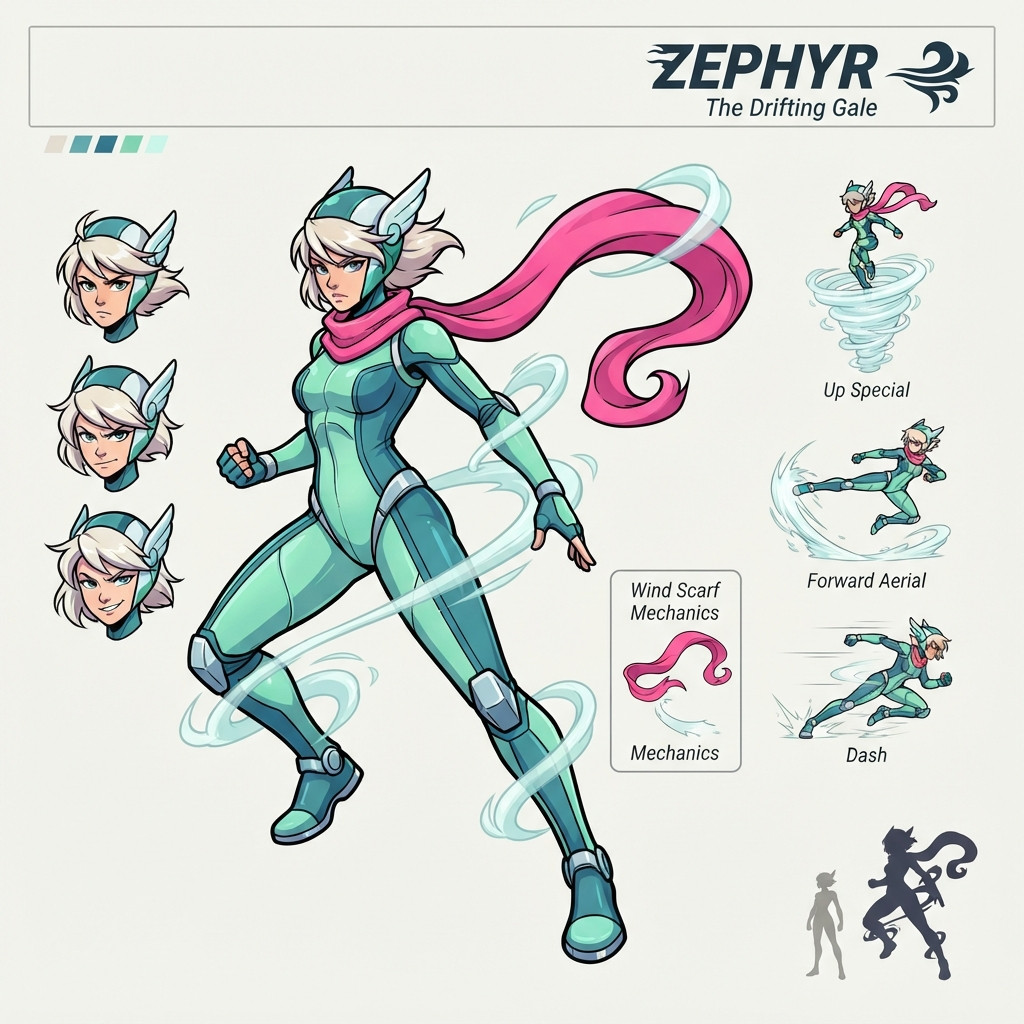 ZEPHYR
The Drifting Gale
Up Special
Forward Aerial
Wind Scarf
Mechanics
Mechanics
Dash